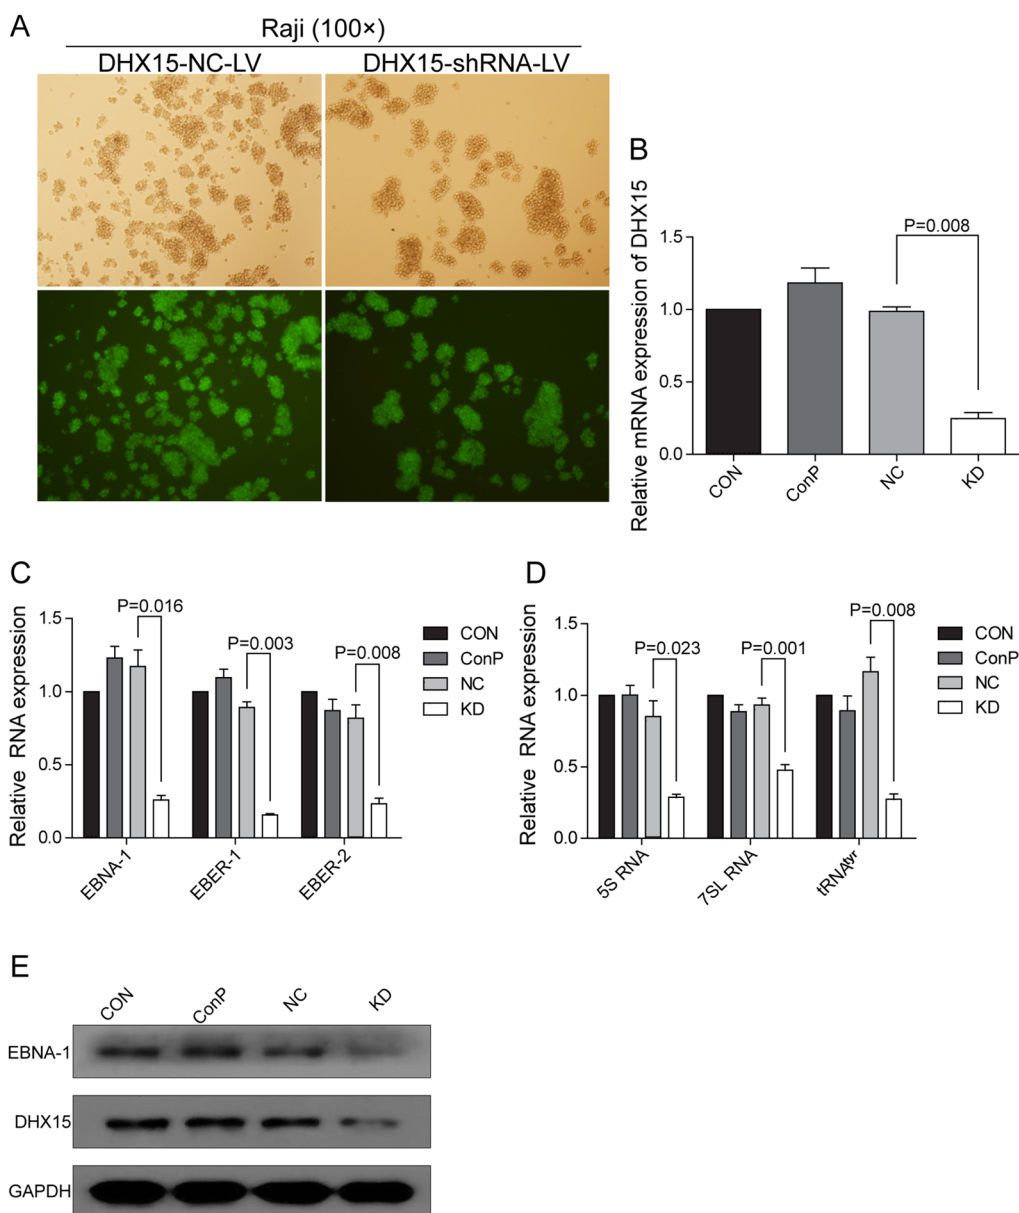 A
Raji (100×)
DHX15-NC-LV
DHX15-shRNA-LV
B
Relative mRNA expression of DHX15
1.5
1.0
0.5
0.0
P=0.008
CON
ConP
NC
KD
C
Relative RNA expression
1.5
1.0
0.5
0.0
P=0.016
P=0.003
P=0.008
CON
ConP
NC
KD
EBNA-1
EBER-1
EBER-2
D
Relative RNA expression
1.5
1.0
0.5
0.0
P=0.023
P=0.001
P=0.008
CON
ConP
NC
KD
5S RNA
7SL RNA
tRNAtyr
E
CON
ConP
NC
KD
EBNA-1
DHX15
GAPDH